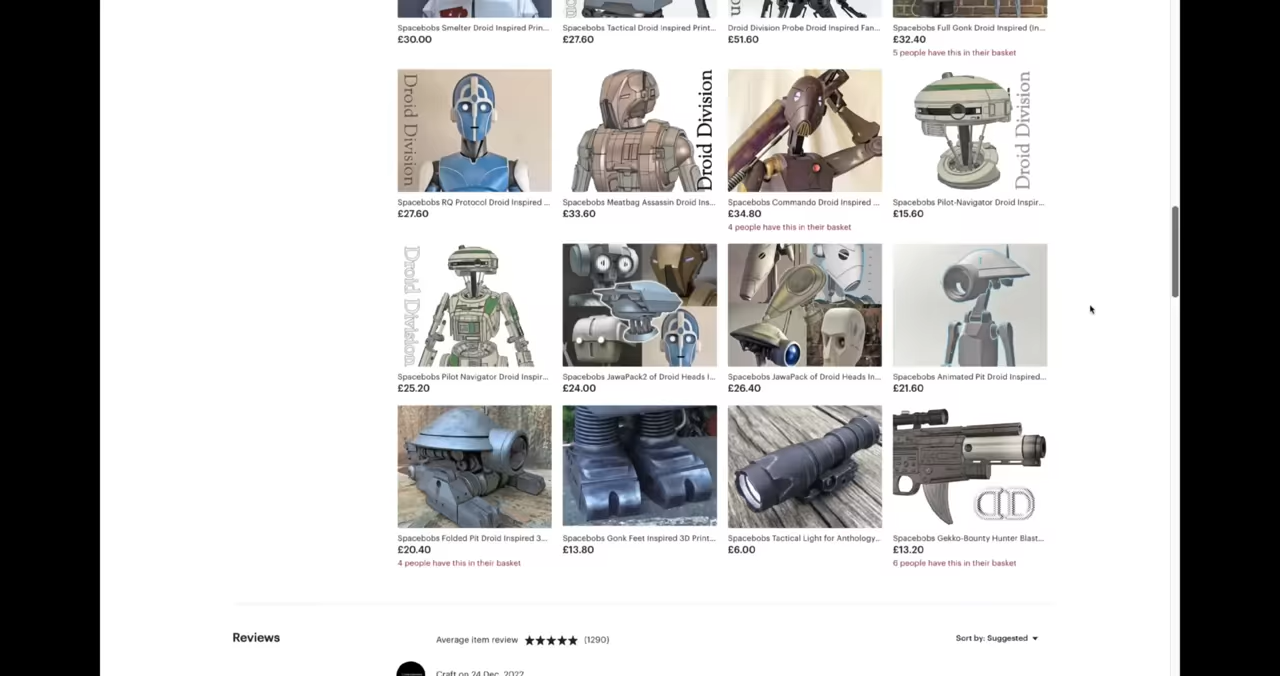 Spacebobs Smelter Droid Inspired Prin...
£30.00
Spacebobs Tactical Droid Inspired Print...
£27.60
Droid Division Probe Droid Inspired Fan...
£51.60
Spacebobs Full Gonk Droid Inspired (In...
£32.40
5 people have this in their basket
Droid Division
Spacebobs RQ Protocol Droid Inspired ...
£27.60
Droid Division
Spacebobs Meatbag Assassin Droid Ins...
£33.60
Spacebobs Commando Droid Inspired ...
£34.80
4 people have this in their basket
Droid Division
Spacebobs Pilot-Navigator Droid Inspir...
£15.60
Droid Division
Spacebobs Pilot Navigator Droid Inspir...
£25.20
Spacebobs JawaPack2 of Droid Heads I...
£24.00
Spacebobs JawaPack of Droid Heads In...
£26.40
Spacebobs Animated Pit Droid Inspired...
£21.60
Spacebobs Folded Pit Droid Inspired 3...
£20.40
4 people have this in their basket
Spacebobs Gonk Feet Inspired 3D Print...
£13.80
Spacebobs Tactical Light for Anthology...
£6.00
DD
Spacebobs Gekko-Bounty Hunter Blast...
£13.20
6 people have this in their basket
Reviews
Average item review ★★★★★ (1290)
Sort by: Suggested
Craft on 24 Dec, 2022